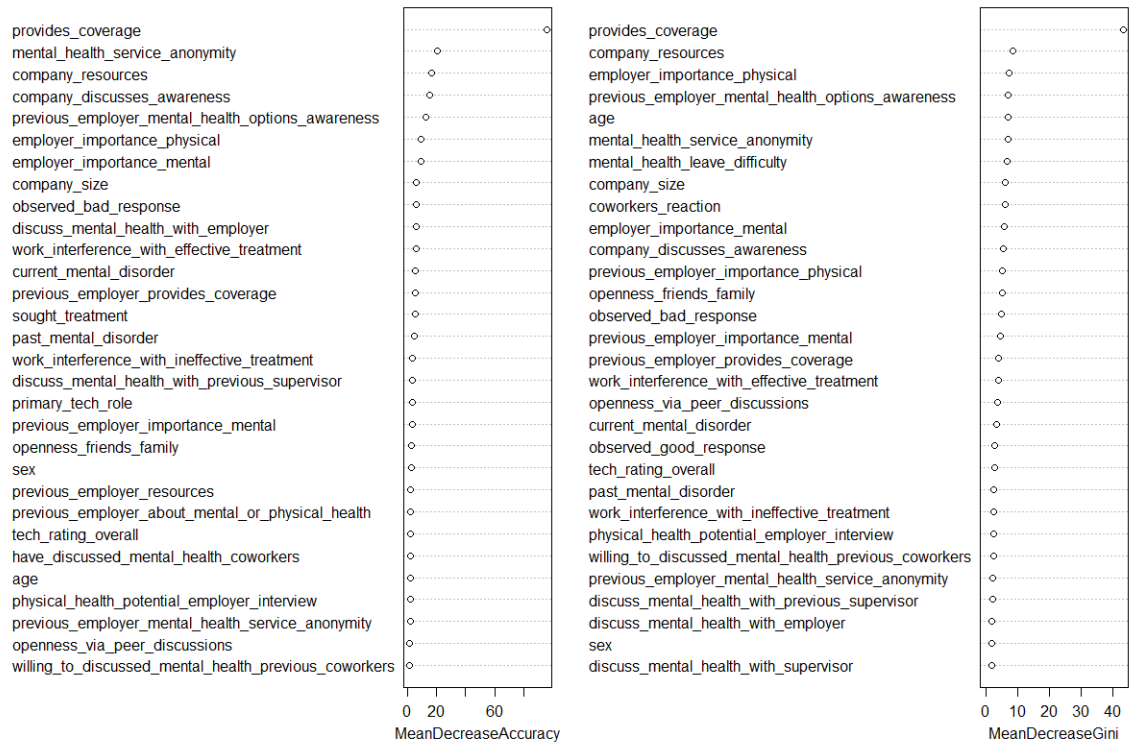 provides_coverage
mental_health_service_anonymity
company_resources
company_discusses_awareness
previous_employer_mental_health_options_awareness
employer_importance_physical
employer_importance_mental
company_size
observed_bad_response
discuss_mental_health_with_employer
work_interference_with_effective_treatment
current_mental_disorder
previous_employer_provides_coverage
sought_treatment
past_mental_disorder
work_interference_with_ineffective_treatment
discuss_mental_health_with_previous_supervisor
primary_tech_role
previous_employer_importance_mental
openness_friends_family
sex
previous_employer_resources
previous_employer_about_mental_or_physical_health
tech_rating_overall
have_discussed_mental_health_coworkers
age
physical_health_potential_employer_interview
previous_employer_mental_health_service_anonymity
openness_via_peer_discussions
willing_to_discussed_mental_health_previous_coworkers
0 20 60
MeanDecreaseAccuracy
provides_coverage
company_resources
employer_importance_physical
previous_employer_mental_health_options_awareness
age
mental_health_service_anonymity
mental_health_leave_difficulty
company_size
coworkers_reaction
employer_importance_mental
company_discusses_awareness
previous_employer_importance_physical
openness_friends_family
observed_bad_response
previous_employer_importance_mental
previous_employer_provides_coverage
work_interference_with_effective_treatment
openness_via_peer_discussions
current_mental_disorder
observed_good_response
tech_rating_overall
past_mental_disorder
work_interference_with_ineffective_treatment
physical_health_potential_employer_interview
willing_to_discussed_mental_health_previous_coworkers
previous_employer_mental_health_service_anonymity
discuss_mental_health_with_previous_supervisor
discuss_mental_health_with_employer
sex
discuss_mental_health_with_supervisor
0 10 20 30 40
MeanDecreaseGini